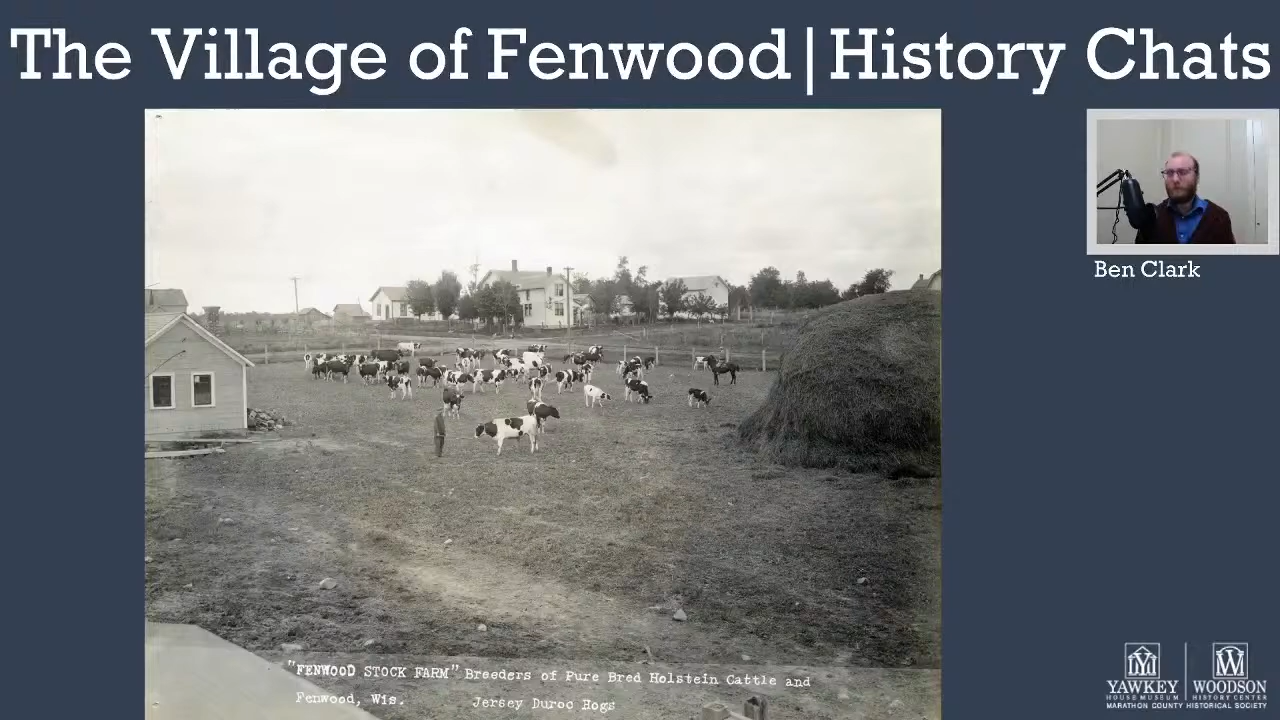 The Village of Fenwood | History Chats
Ben Clark
"FENWOOD STOCK FARM" Breeders of Pure Bred Holstein Cattle and
Fenwood, Wis. Jersey Duroc Hogs
YAWKEY WOODSON
HOUSE MUSEUM HISTORY CENTER
MARATHON COUNTY HISTORICAL SOCIETY